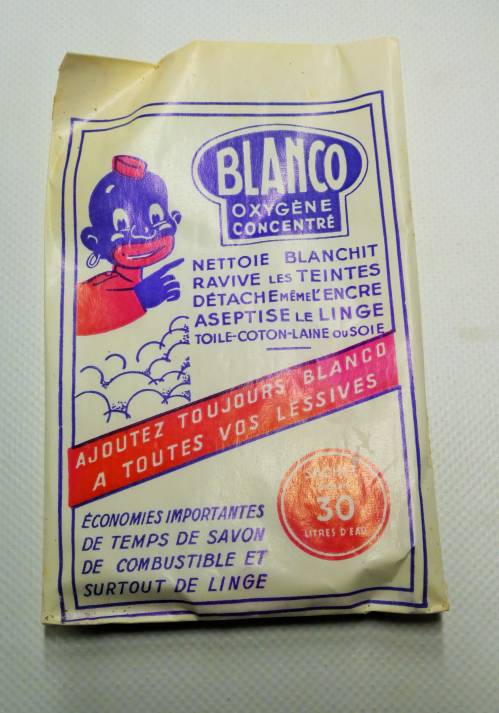 BLANCO
OXYGÈNE
CONCENTRÉ
NETTOIE BLANCHIT
RAVIVE LES TEINTES
DÉTACHE MÊME L'ENCRE
ASEPTISE LE LINGE
TOILE-COTON-LAINE OU SOIE
AJOUTEZ TOUJOURS BLANCO
A TOUTES VOS LESSIVES
30
LITRES D'EAU
ÉCONOMIES IMPORTANTES
DE TEMPS DE SAVON
DE COMBUSTIBLE ET
SURTOUT DE LINGE